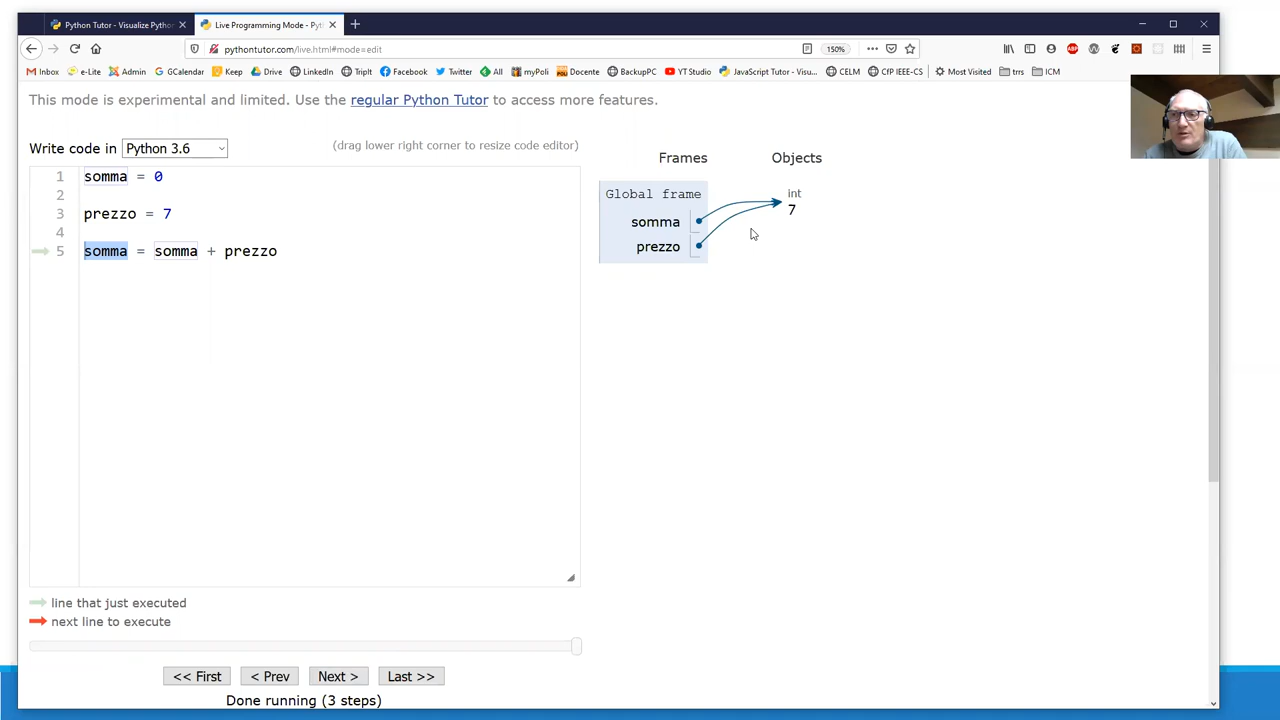 Python Tutor - Visualize Python
Live Programming Mode - Pyt
pythontutor.com/live.html#mode=edit
150%
Inbox
e-Lite
Admin
GCalendar
Keep
Drive
LinkedIn
TripIt
Facebook
Twitter
All
myPoli
Docente
BackupPC
YT Studio
JavaScript Tutor - Visu...
CELM
CfP IEEE-CS
Most Visited
trrs
ICM
This mode is experimental and limited. Use the regular Python Tutor to access more features.
Write code in Python 3.6
(drag lower right corner to resize code editor)
1 somma = 0
2
3 prezzo = 7
4
5 somma = somma + prezzo
Frames Objects
Global frame
somma
prezzo
int
7
line that just executed
next line to execute
<< First
< Prev
Next >
Last >>
Done running (3 steps)